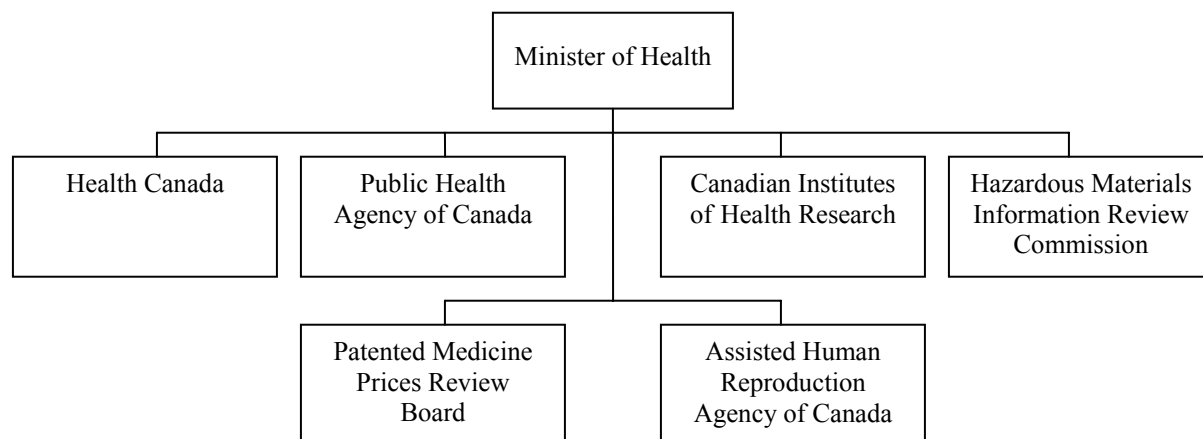 Minister of Health
Health Canada
Public Health
Agency of Canada
Canadian Institutes
of Health Research
Hazardous Materials
Information Review
Commission
Patented Medicine
Prices Review
Board
Assisted Human
Reproduction
Agency of Canada